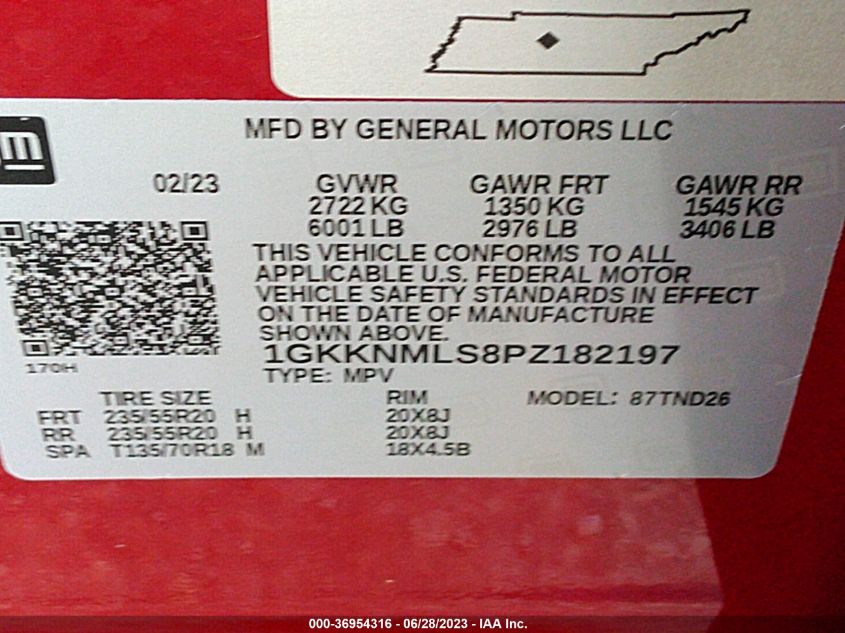 gm
MFD BY GENERAL MOTORS LLC
02/23 GVWR GAWR FRT GAWR RR
2722 KG 1350 KG 1545 KG
6001 LB 2976 LB 3406 LB
THIS VEHICLE CONFORMS TO ALL
APPLICABLE U.S. FEDERAL MOTOR
VEHICLE SAFETY STANDARDS IN EFFECT
ON THE DATE OF MANUFACTURE
SHOWN ABOVE.
1GKKNMLS8PZ182197
170H
TYPE: MPV
TIRE SIZE RIM MODEL: 87TND26
FRT 235/55R20 H 20X8J
RR 235/55R20 H 20X8J
SPA T135/70R18 M 18X4.5B
000-36954316 - 06/28/2023 - IAA Inc.